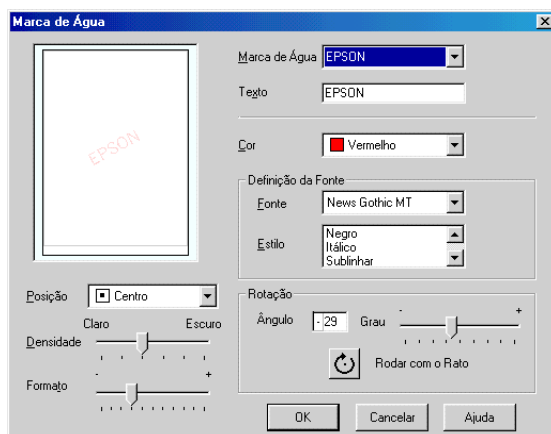 Marca de Água
EPSON
Marca de Água EPSON
Texto EPSON
Cor Vermelho
Definição da Fonte
Fonte News Gothic MT
Estilo Negro
Itálico
Sublinhar
Posição Centro
Claro Escuro
Densidade
- +
Formato
Rotação
Ângulo -29 Grau - +
Rodar com o Rato
OK Cancelar Ajuda